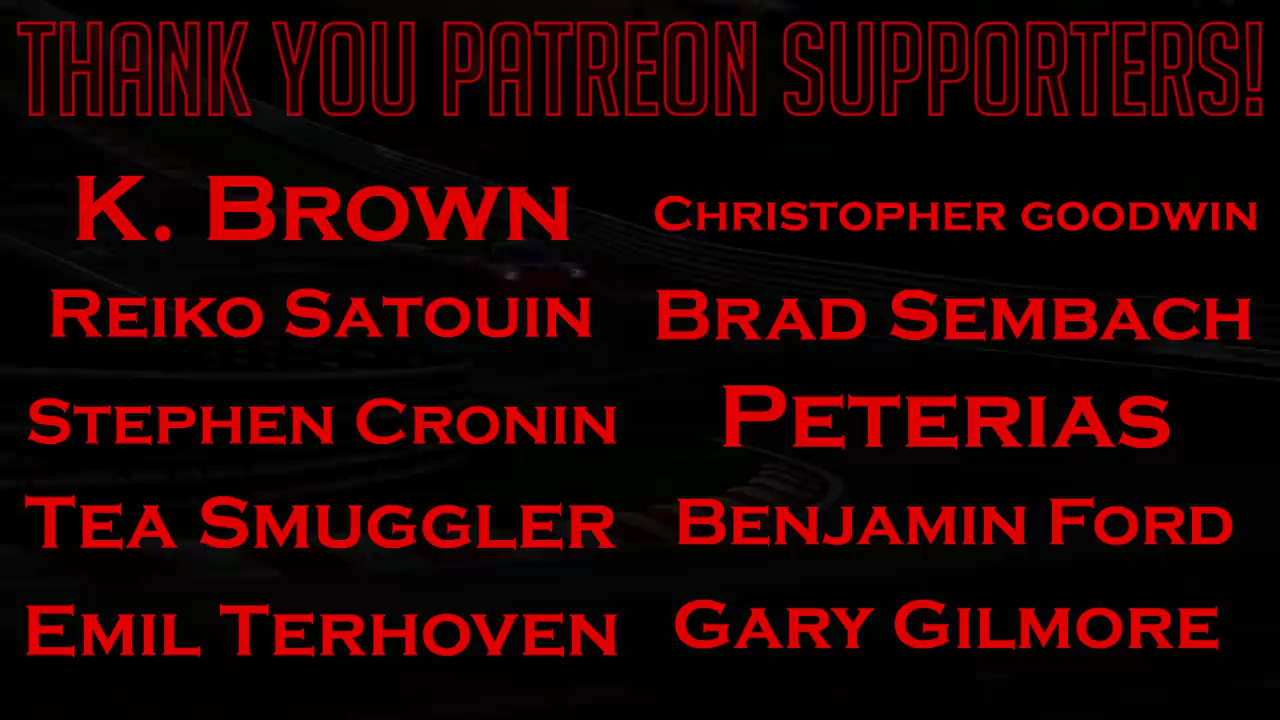 THANK YOU PATREON SUPPORTERS!
K. Brown
Christopher goodwin
Reiko Satouin
Brad Sembach
Stephen Cronin
Peterias
Tea Smuggler
Benjamin Ford
Emil Terhoven
Gary Gilmore